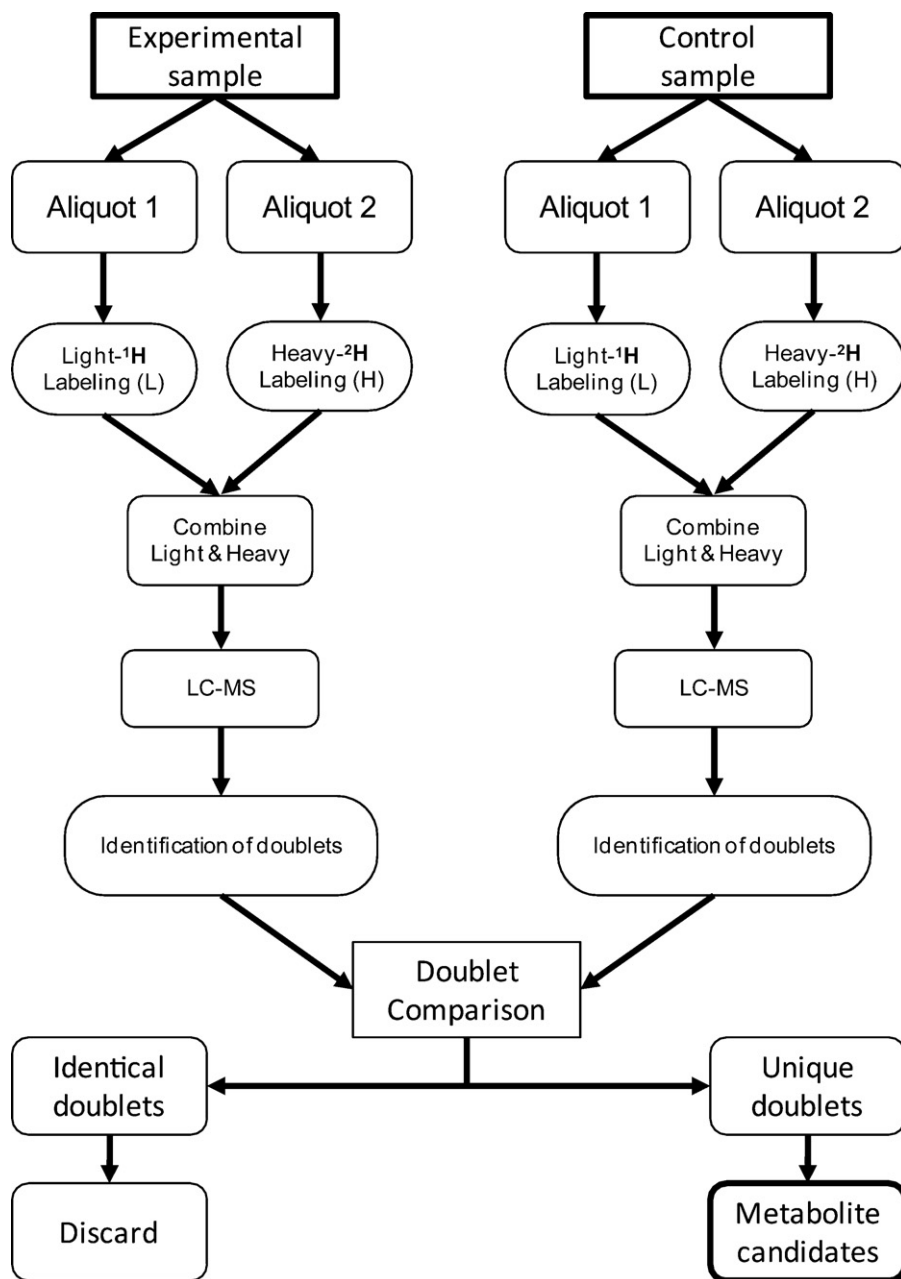 Experimental
sample
Control
sample
Aliquot 1
Aliquot 2
Aliquot 1
Aliquot 2
Light-¹H
Labeling (L)
Heavy-²H
Labeling (H)
Light-¹H
Labeling (L)
Heavy-²H
Labeling (H)
Combine
Light & Heavy
Combine
Light & Heavy
LC-MS
LC-MS
Identification of doublets
Identification of doublets
Doublet
Comparison
Identical
doublets
Unique
doublets
Discard
Metabolite
candidates